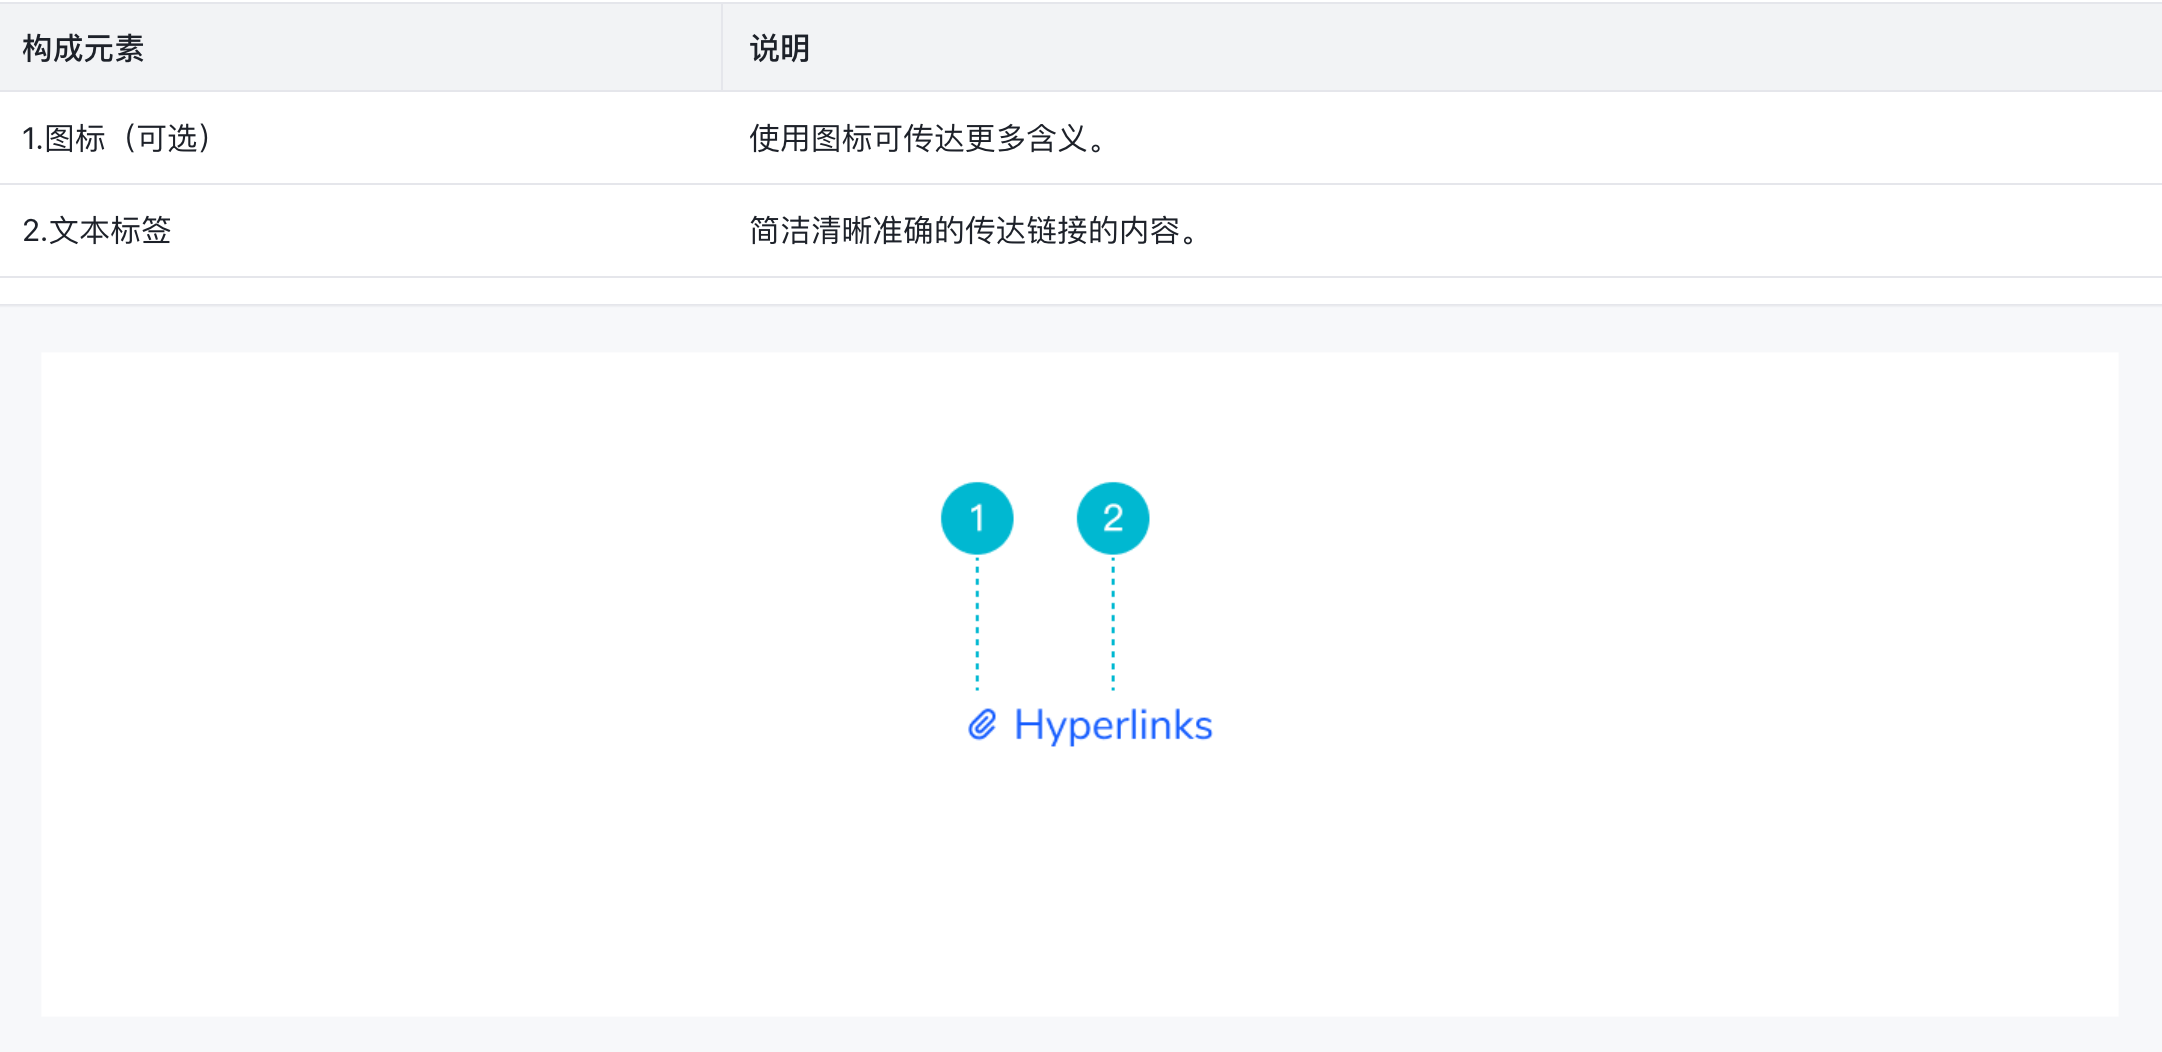 构成元素 说明
1.图标（可选） 使用图标可传达更多含义。
2.文本标签 简洁清晰准确的传达链接的内容。
1 2
Hyperlinks